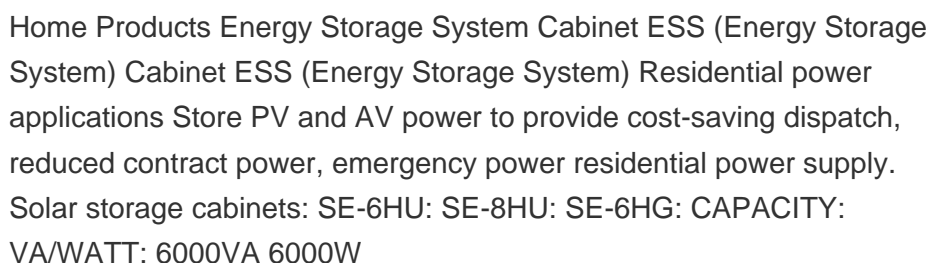 Home Products Energy Storage System Cabinet ESS (Energy Storage
System) Cabinet ESS (Energy Storage System) Residential power
applications Store PV and AV power to provide cost-saving dispatch,
reduced contract power, emergency power residential power supply.
Solar storage cabinets: SE-6HU: SE-8HU: SE-6HG: CAPACITY:
VA/WATT: 6000VA 6000W